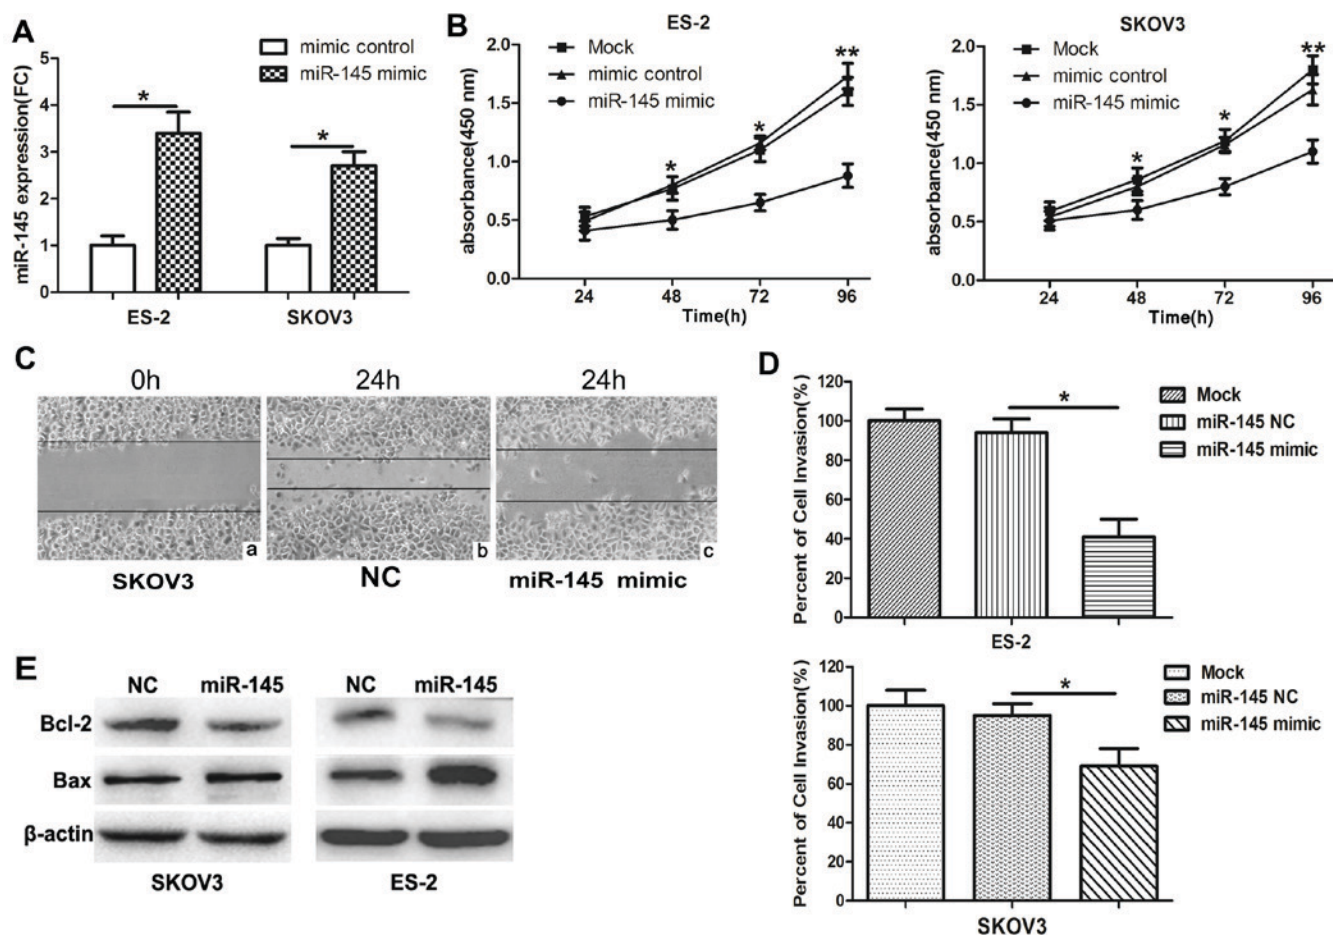 A
mimic control
miR-145 mimic
miR-145 expression(FC)
5
4
3
2
1
0
*
*
ES-2
SKOV3
B
ES-2
Mock
mimic control
miR-145 mimic
absorbance(450 nm)
2.0
1.5
1.0
0.5
0.0
*
*
**
24
48
72
96
Time(h)
SKOV3
Mock
mimic control
miR-145 mimic
absorbance(450 nm)
2.0
1.5
1.0
0.5
0.0
*
*
**
24
48
72
96
Time(h)
C
0h
24h
24h
a
b
c
SKOV3
NC
miR-145 mimic
D
Percent of Cell Invasion(%)
120
100
80
60
40
20
0
*
Mock
miR-145 NC
miR-145 mimic
ES-2
Percent of Cell Invasion(%)
120
100
80
60
40
20
0
*
Mock
miR-145 NC
miR-145 mimic
SKOV3
E
NC miR-145 NC miR-145
Bcl-2
Bax
β-actin
SKOV3 ES-2